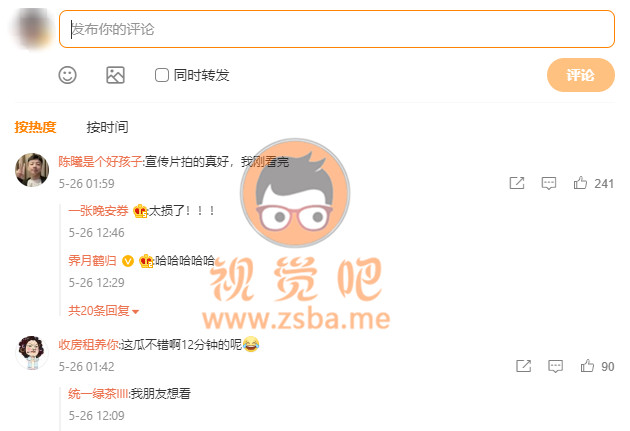 发布你的评论
同时转发
评论
按热度 按时间
陈曦是个好孩子:宣传片拍的真好，我刚看完
5-26 01:59 241
一张晚安券 :太损了！！！
5-26 12:46
霁月鹤归 :哈哈哈哈哈
5-26 12:29
共20条回复
视觉吧
www.zsba.me
收房租养你:这瓜不错啊12分钟的呢😂
5-26 01:42 90
统一绿茶IIII:我朋友想看
5-26 12:09